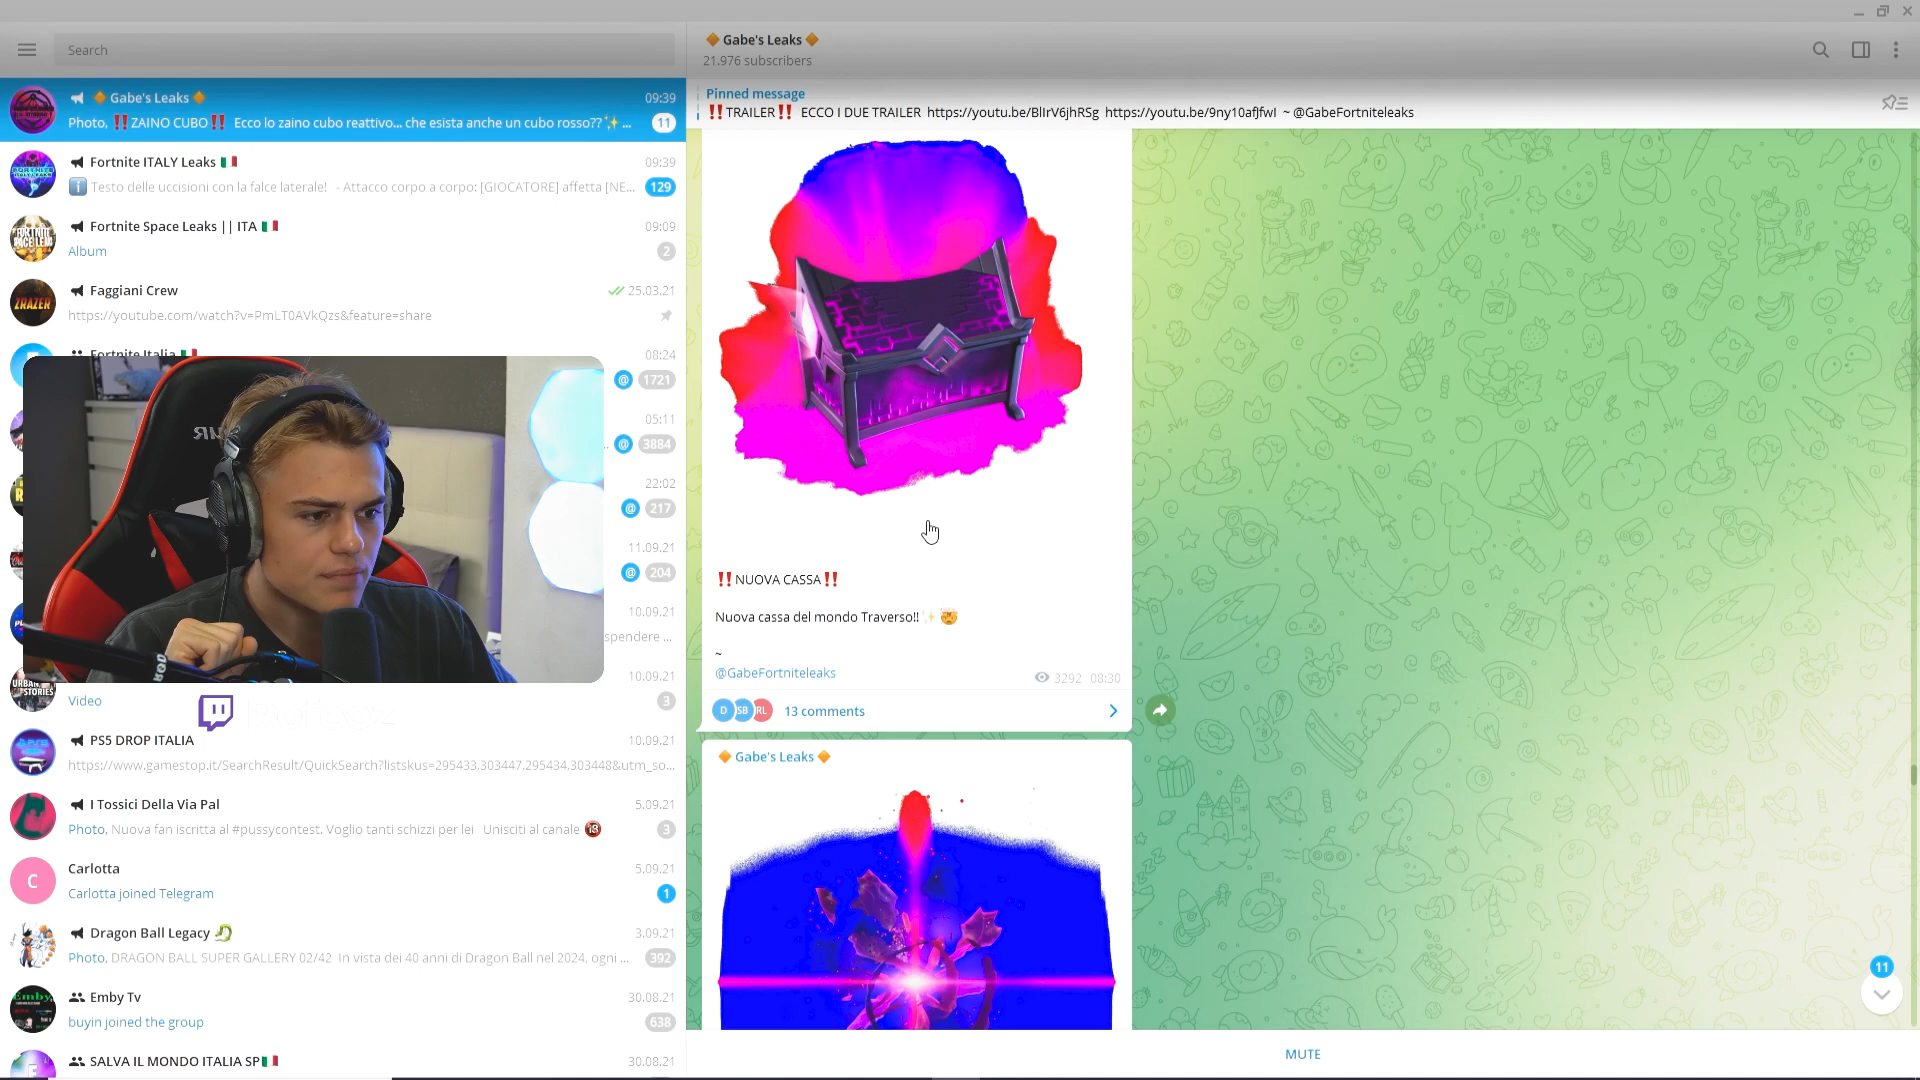 Search
🔶 Gabe's Leaks 🔶
21.976 subscribers
Pinned message
‼️TRAILER‼️ ECCO I DUE TRAILER https://youtu.be/BlIrV6jhRSg https://youtu.be/9ny10afJfwI ~ @GabeFortniteleaks
🔶 Gabe's Leaks 🔶 09:39
Photo, ‼️ZAINO CUBO‼️ Ecco lo zaino cubo reattivo... che esista anche un cubo rosso??✨... 11
Fortnite ITALY Leaks 🇮🇹 09:39
ℹ️ Testo delle uccisioni con la falce laterale! - Attacco corpo a corpo: [GIOCATORE] affetta [NE... 129
Fortnite Space Leaks || ITA 🇮🇹 09:09
Album 2
Faggiani Crew 25.03.21
https://youtube.com/watch?v=PmLT0AVkQzs&feature=share
ZRAZER
Fortnite Italia 🇮🇹 08:24
@ 1721
05:11
.. @ 3884
22:02
@ 217
11.09.21
@ 204
10.09.21
spendere ...
10.09.21
URBAN STORIES
Video 3
PS5 DROP ITALIA 10.09.21
https://www.gamestop.it/SearchResult/QuickSearch?listskus=295433.303447.295434.303448&utm_so...
I Tossici Della Via Pal 5.09.21
Photo, Nuova fan iscritta al #pussycontest. Voglio tanti schizzi per lei Unisciti al canale 🔞 3
C
Carlotta 5.09.21
Carlotta joined Telegram 1
Dragon Ball Legacy 🐉 3.09.21
Photo, DRAGON BALL SUPER GALLERY 02/42 In vista dei 40 anni di Dragon Ball nel 2024, ogni ... 392
Emby
Emby Tv 30.08.21
buyin joined the group 638
SALVA IL MONDO ITALIA SP🇮🇹 30.08.21
‼️NUOVA CASSA‼️
Nuova cassa del mondo Traverso!!✨🤯
~
@GabeFortniteleaks 3292 08:30
D SB RL 13 comments
🔶 Gabe's Leaks 🔶
11
MUTE